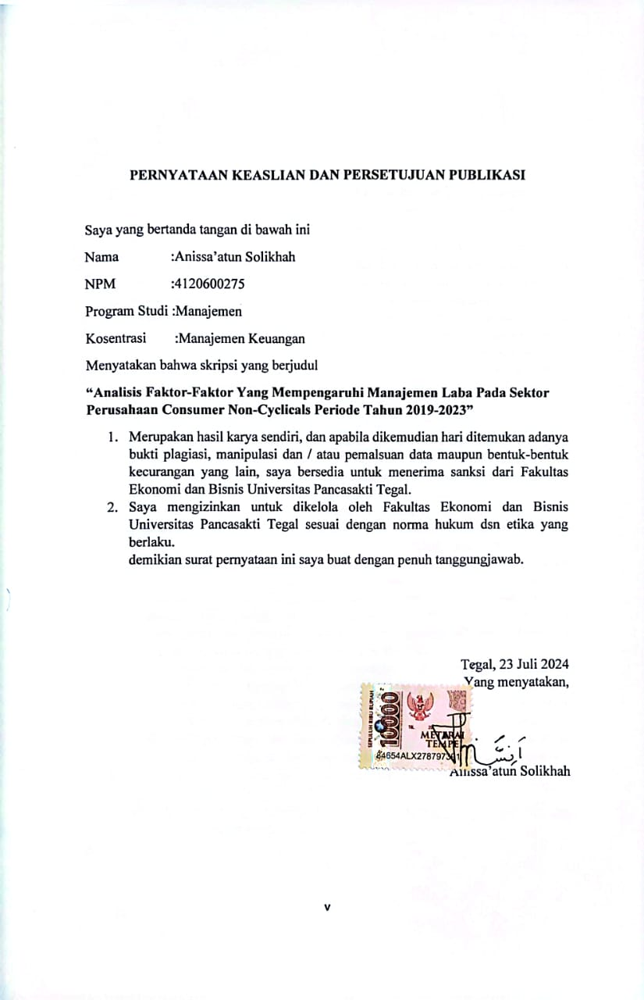 PERNYATAAN KEASLIAN DAN PERSETUJUAN PUBLIKASI
Saya yang bertanda tangan di bawah ini
Nama :Anissa’atun Solikhah
NPM :4120600275
Program Studi :Manajemen
Kosentrasi :Manajemen Keuangan
Menyatakan bahwa skripsi yang berjudul
“Analisis Faktor-Faktor Yang Mempengaruhi Manajemen Laba Pada Sektor
Perusahaan Consumer Non-Cyclicals Periode Tahun 2019-2023”
1. Merupakan hasil karya sendiri, dan apabila dikemudian hari ditemukan adanya
bukti plagiasi, manipulasi dan / atau pemalsuan data maupun bentuk-bentuk
kecurangan yang lain, saya bersedia untuk menerima sanksi dari Fakultas
Ekonomi dan Bisnis Universitas Pancasakti Tegal.
2. Saya mengizinkan untuk dikelola oleh Fakultas Ekonomi dan Bisnis
Universitas Pancasakti Tegal sesuai dengan norma hukum dsn etika yang
berlaku.
demikian surat pernyataan ini saya buat dengan penuh tanggungjawab.
Tegal, 23 Juli 2024
Yang menyatakan,
SEPULUH RIBU RUPIAH
10000
METERAI
TEMPEL
Anissa’atun Solikhah
v